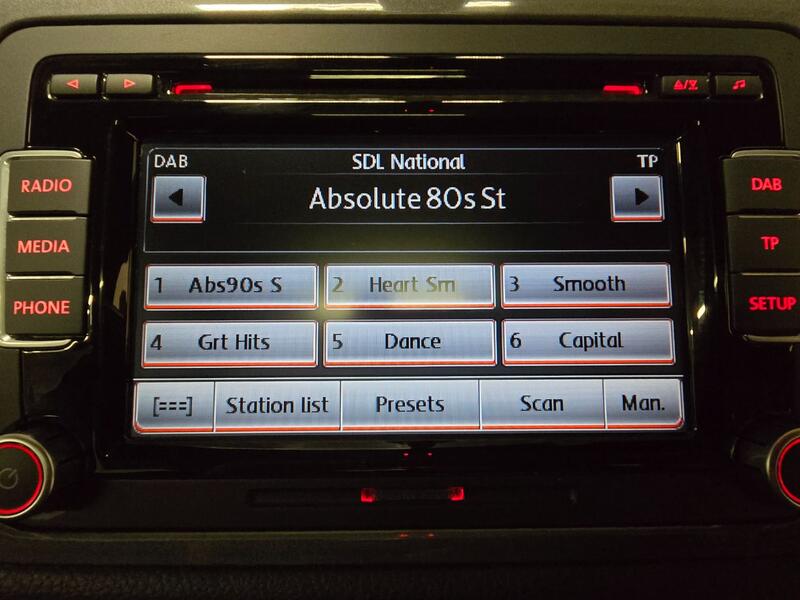 DAB SDL National TP
Absolute 80s St
RADIO
MEDIA
PHONE
1 Abs90s S 2 Heart Sm 3 Smooth
4 Grt Hits 5 Dance 6 Capital
[===] Station list Presets Scan Man.
DAB
TP
SETUP